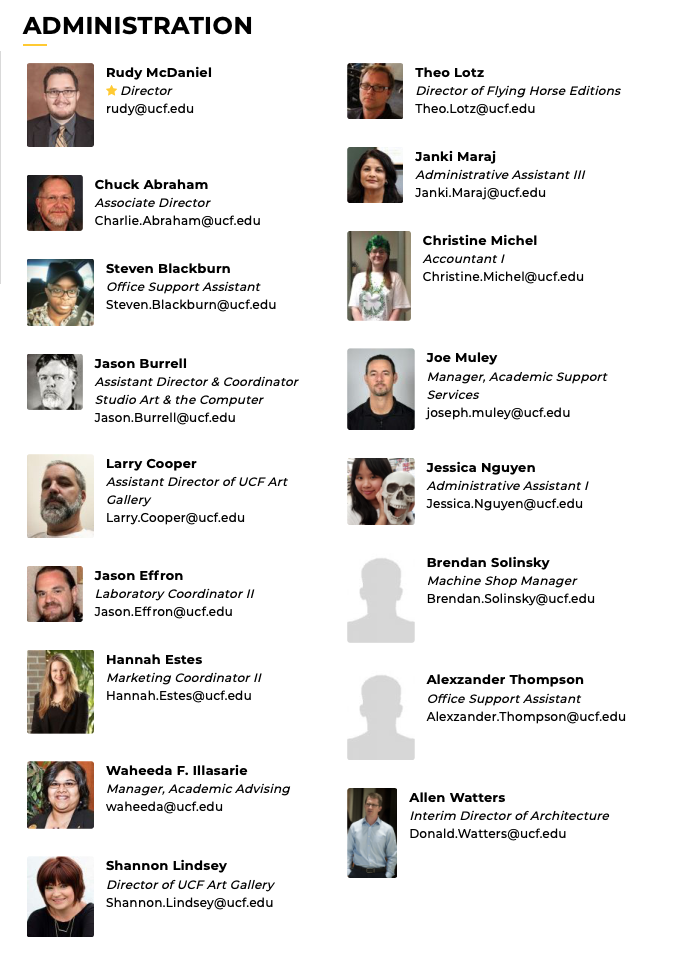 ADMINISTRATION
Rudy McDaniel
Director
rudy@ucf.edu
Chuck Abraham
Associate Director
Charlie.Abraham@ucf.edu
Steven Blackburn
Office Support Assistant
Steven.Blackburn@ucf.edu
Jason Burrell
Assistant Director & Coordinator
Studio Art & the Computer
Jason.Burrell@ucf.edu
Larry Cooper
Assistant Director of UCF Art
Gallery
Larry.Cooper@ucf.edu
Jason Effron
Laboratory Coordinator II
Jason.Effron@ucf.edu
Hannah Estes
Marketing Coordinator II
Hannah.Estes@ucf.edu
Waheeda F. Illasarie
Manager, Academic Advising
waheeda@ucf.edu
Shannon Lindsey
Director of UCF Art Gallery
Shannon.Lindsey@ucf.edu
Theo Lotz
Director of Flying Horse Editions
Theo.Lotz@ucf.edu
Janki Maraj
Administrative Assistant III
Janki.Maraj@ucf.edu
Christine Michel
Accountant I
Christine.Michel@ucf.edu
Joe Muley
Manager, Academic Support
Services
joseph.muley@ucf.edu
Jessica Nguyen
Administrative Assistant I
Jessica.Nguyen@ucf.edu
Brendan Solinsky
Machine Shop Manager
Brendan.Solinsky@ucf.edu
Alexzander Thompson
Office Support Assistant
Alexzander.Thompson@ucf.edu
Allen Watters
Interim Director of Architecture
Donald.Watters@ucf.edu